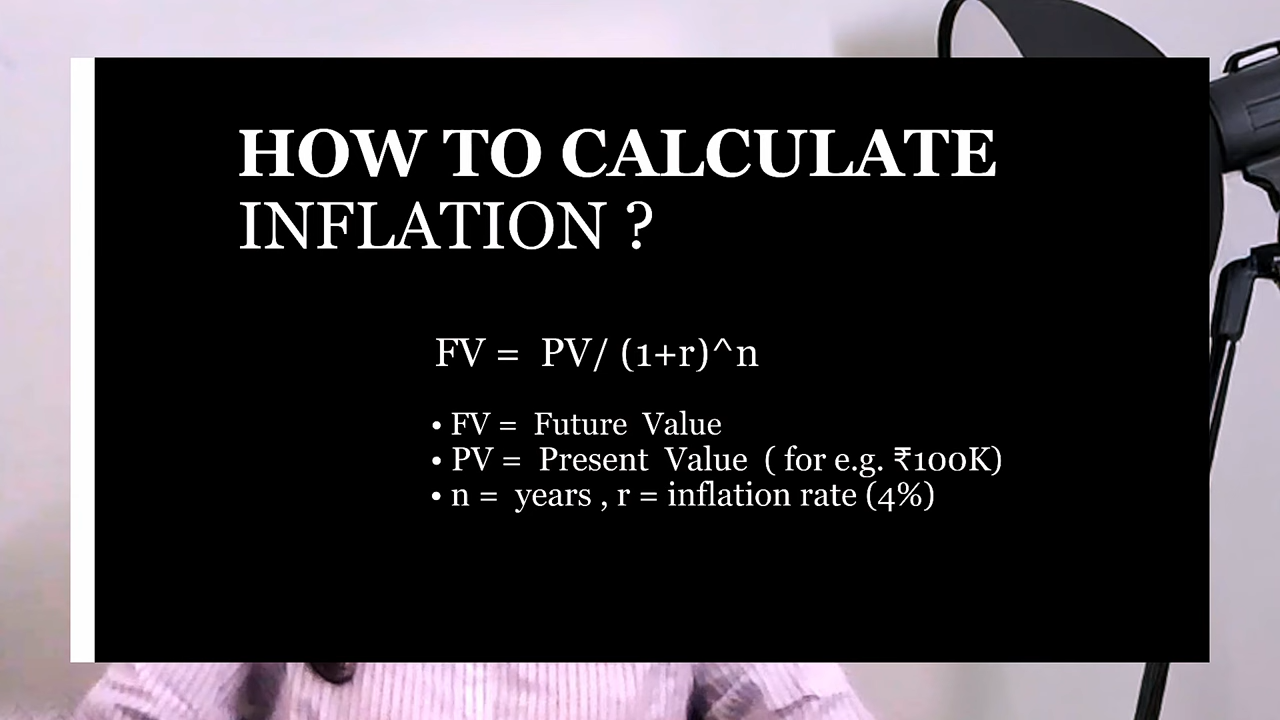 HOW TO CALCULATE
INFLATION ?
FV = PV/ (1+r)^n
• FV = Future Value
• PV = Present Value ( for e.g. ₹100K)
• n = years , r = inflation rate (4%)